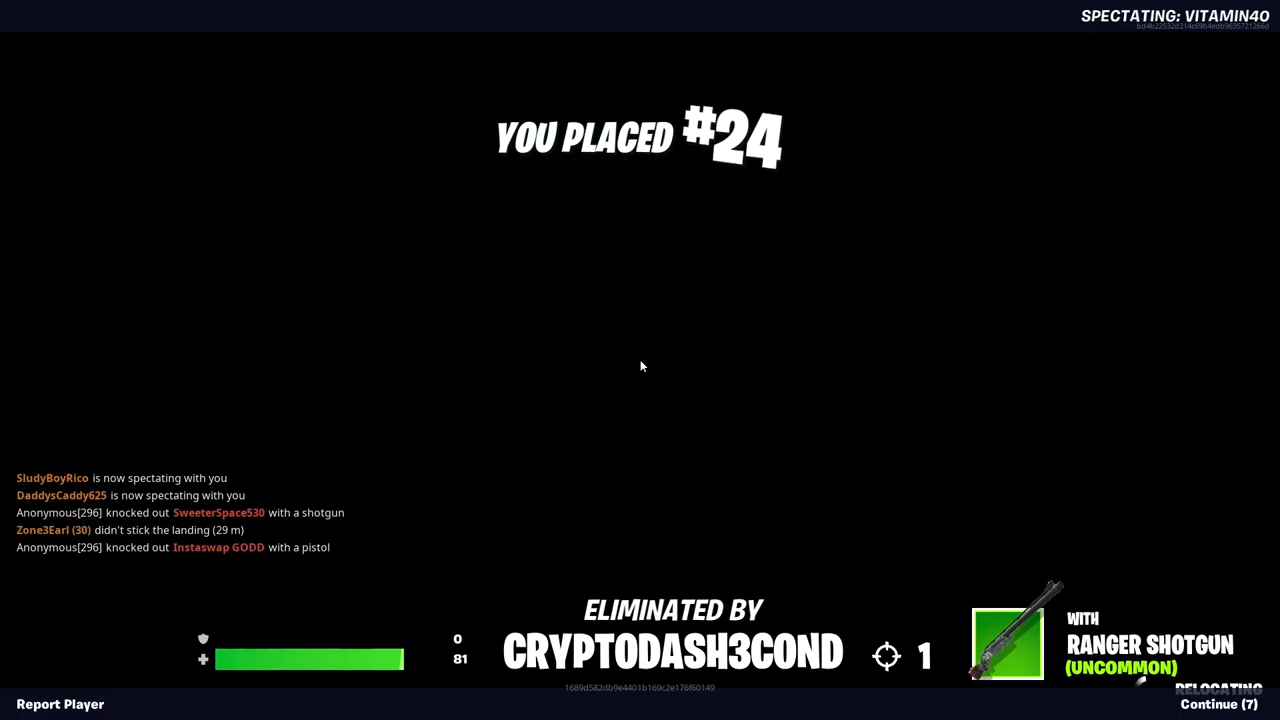 SPECTATING: VITAMIN40
YOU PLACED #24
SludyBoyRico is now spectating with you
DaddysCaddy625 is now spectating with you
Anonymous[296] knocked out SweeterSpace530 with a shotgun
Zone3Earl (30) didn't stick the landing (29 m)
Anonymous[296] knocked out Instaswap GODD with a pistol
0
81
ELIMINATED BY
CRYPTODASH3COND
1
WITH
RANGER SHOTGUN
(UNCOMMON)
1689d582db9e4401b169c2e176f60149
RELOCATING
Report Player
Continue (7)